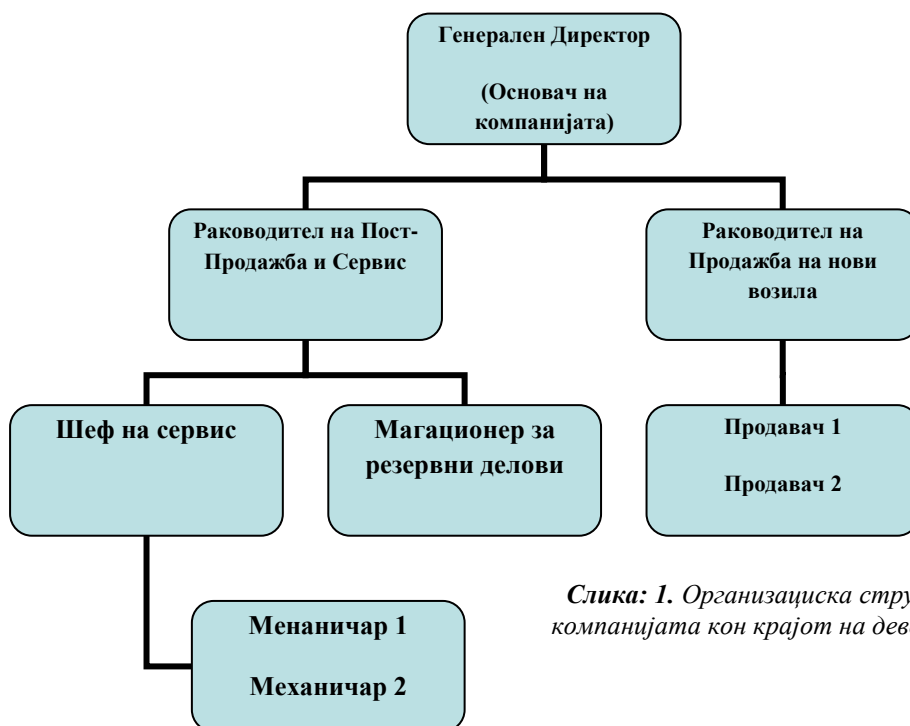 Генерален Директор
(Основач на
компанијата)
Раководител на Пост-
Продажба и Сервис
Раководител на
Продажба на нови
возила
Шеф на сервис
Магационер за
резервни делови
Продавач 1
Продавач 2
Слика: 1. Организациска стру
компанијата кон крајот на дев
Менаничар 1
Механичар 2